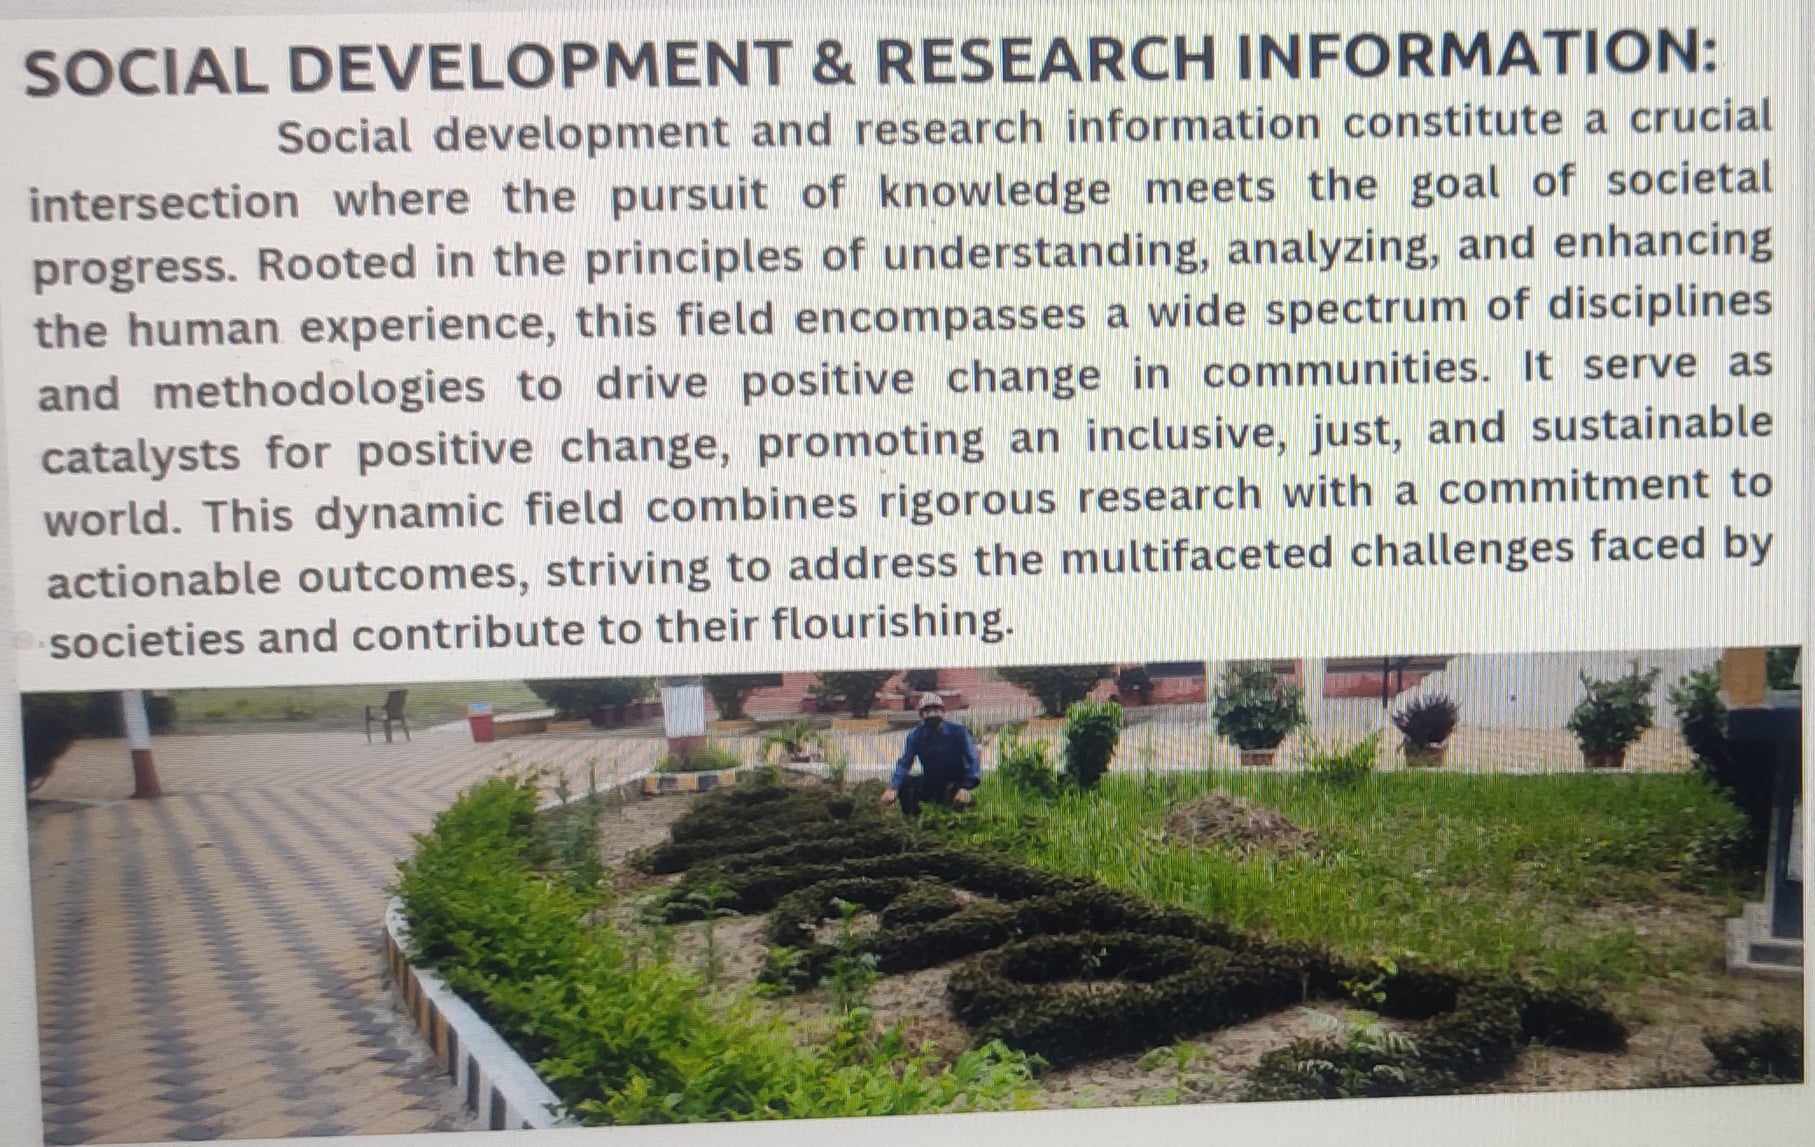 SOCIAL DEVELOPMENT & RESEARCH INFORMATION:
Social development and research information constitute a crucial
intersection where the pursuit of knowledge meets the goal of societal
progress. Rooted in the principles of understanding, analyzing, and enhancing
the human experience, this field encompasses a wide spectrum of disciplines
and methodologies to drive positive change in communities. It serve as
catalysts for positive change, promoting an inclusive, just, and sustainable
world. This dynamic field combines rigorous research with a commitment to
actionable outcomes, striving to address the multifaceted challenges faced by
societies and contribute to their flourishing.